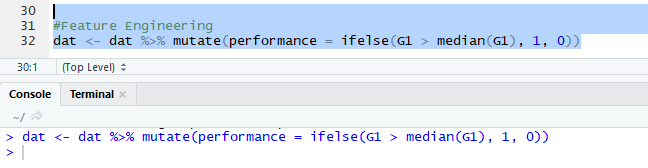 30
31 #Feature Engineering
32 dat <- dat %>% mutate(performance = ifelse(G1 > median(G1), 1, 0))
30:1 (Top Level)
Console Terminal ×
~/
> dat <- dat %>% mutate(performance = ifelse(G1 > median(G1), 1, 0))
>